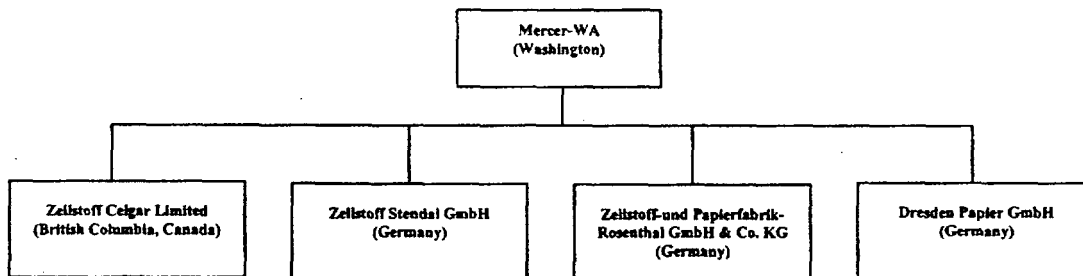 Mercer-WA
(Washington)
Zellstoff Celgar Limited
(British Columbia, Canada)
Zellstoff Stendal GmbH
(Germany)
Zellstoff-und Papierfabrik-
Rosenthal GmbH & Co. KG
(Germany)
Dresden Papier GmbH
(Germany)